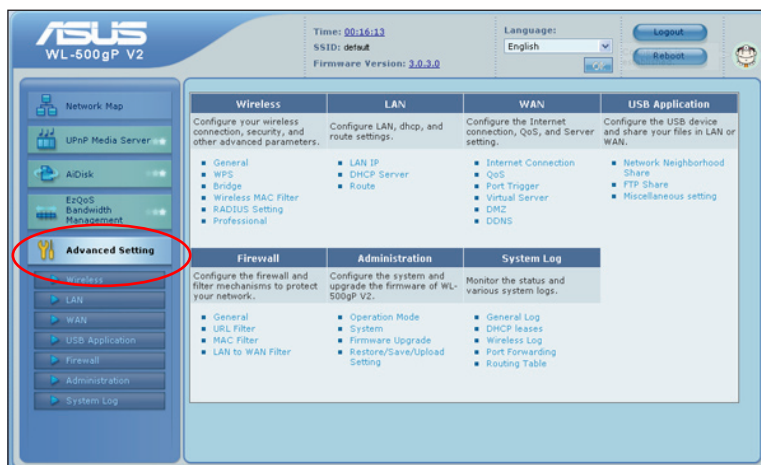 ASUS
WL-500gP V2
Time: 00:16:13
SSID: default
Firmware Version: 3.0.3.0
Language:
English
Logout
Reboot
Network Map
UPnP Media Server
AiDisk
EzQoS
Bandwidth
Management
Advanced Setting
Wireless
LAN
WAN
USB Application
Firewall
Administration
System Log
Wireless
Configure your wireless
connection, security, and
other advanced parameters.
General
WPS
Bridge
Wireless MAC Filter
RADIUS Setting
Professional
LAN
Configure LAN, dhcp, and
route settings.
LAN IP
DHCP Server
Route
WAN
Configure the Internet
connection, QoS, and Server
setting.
Internet Connection
QoS
Port Trigger
Virtual Server
DMZ
DDNS
USB Application
Configure the USB device
and share your files in LAN or
WAN.
Network Neighborhood
Share
FTP Share
Miscellaneous setting
Firewall
Configure the firewall and
filter mechanisms to protect
your network.
General
URL Filter
MAC Filter
LAN to WAN Filter
Administration
Configure the system and
upgrade the firmware of WL-
500gP V2.
Operation Mode
System
Firmware Upgrade
Restore/Save/Upload
Setting
System Log
Monitor the status and
various system logs.
General Log
DHCP leases
Wireless Log
Port Forwarding
Routing Table